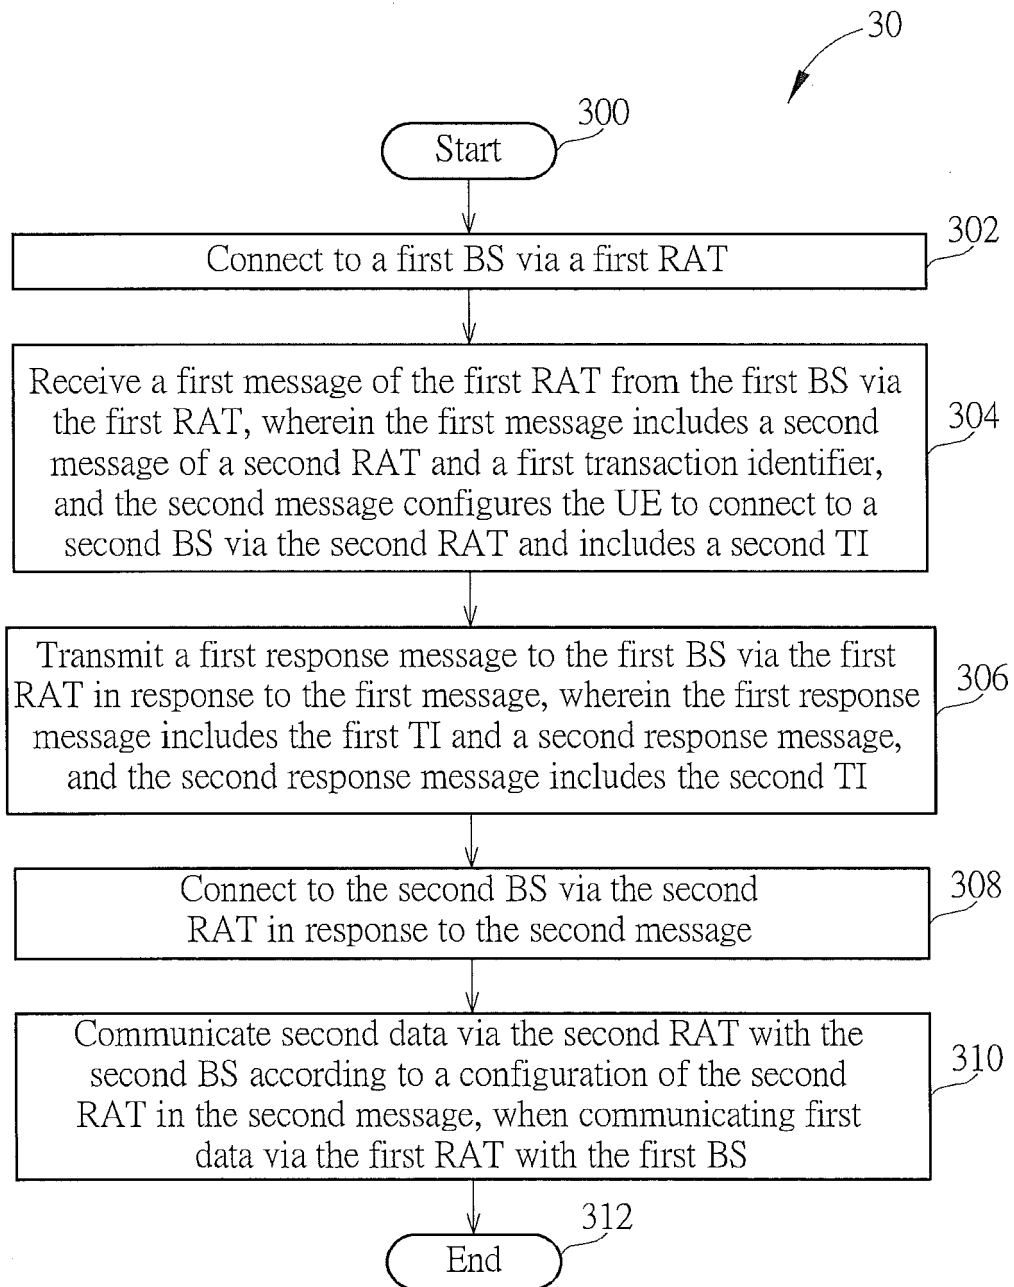 30
300
Start
302
Connect to a first BS via a first RAT
Receive a first message of the first RAT from the first BS via
the first RAT, wherein the first message includes a second
message of a second RAT and a first transaction identifier,
and the second message configures the UE to connect to a
second BS via the second RAT and includes a second TI
304
Transmit a first response message to the first BS via the first
RAT in response to the first message, wherein the first response
message includes the first TI and a second response message,
and the second response message includes the second TI
306
Connect to the second BS via the second
RAT in response to the second message
308
Communicate second data via the second RAT with the
second BS according to a configuration of the second
RAT in the second message, when communicating first
data via the first RAT with the first BS
310
312
End